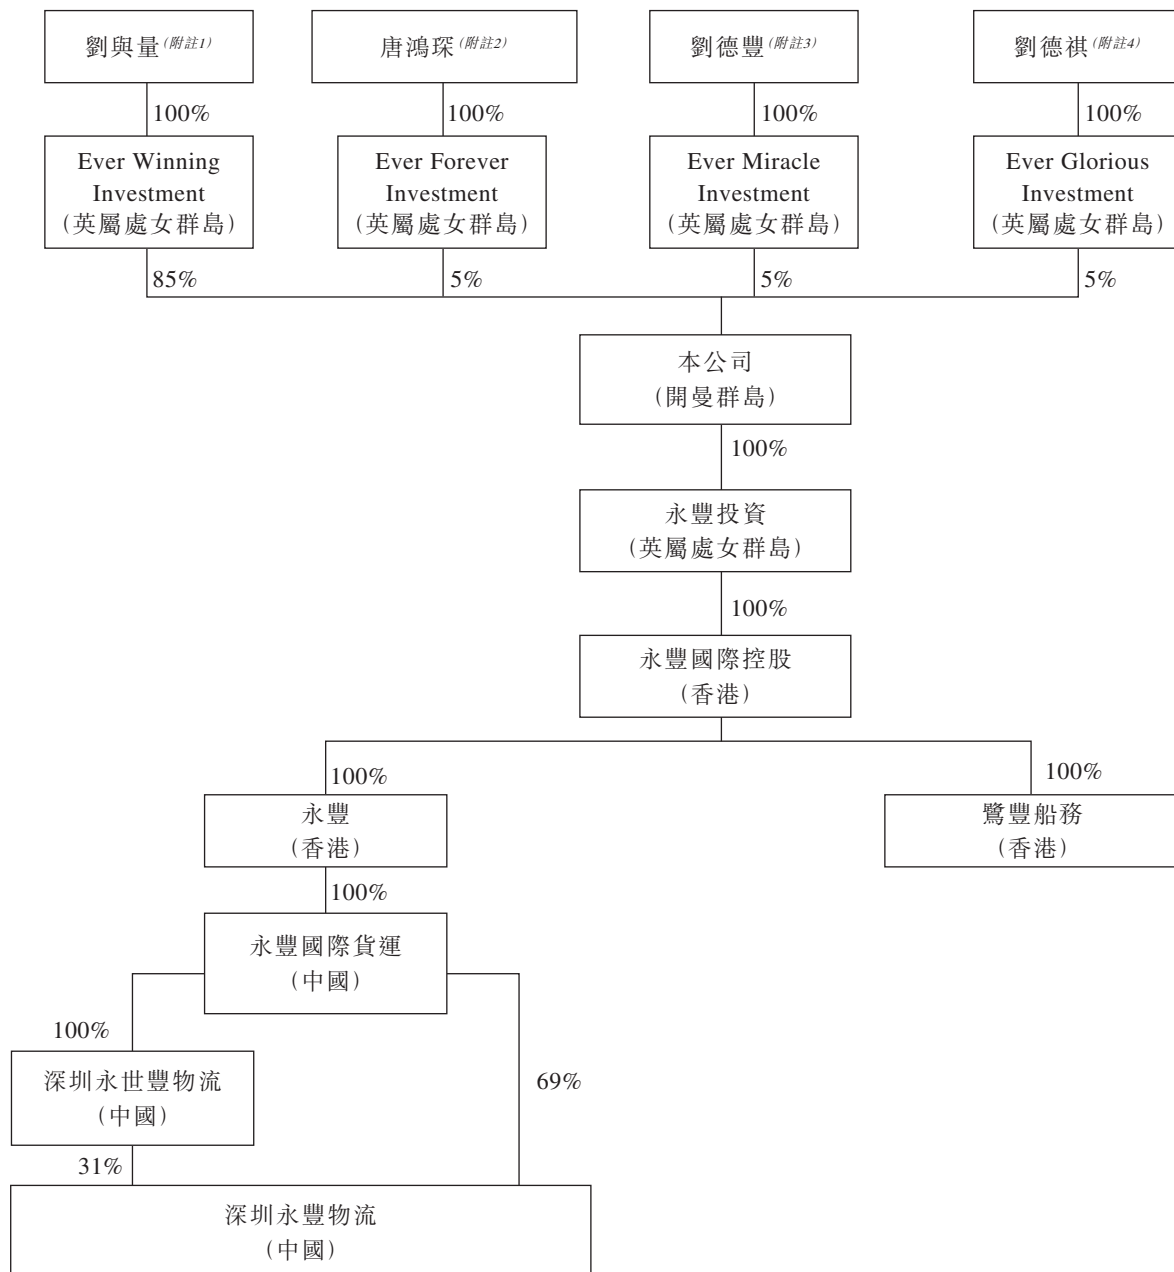 劉與量(附註1)
唐鴻琛(附註2)
劉德豐(附註3)
劉德祺(附註4)
100%
100%
100%
100%
Ever Winning
Investment
(英屬處女群島)
Ever Forever
Investment
(英屬處女群島)
Ever Miracle
Investment
(英屬處女群島)
Ever Glorious
Investment
(英屬處女群島)
85%
5%
5%
5%
本公司
(開曼群島)
100%
永豐投資
(英屬處女群島)
100%
永豐國際控股
(香港)
100%
100%
永豐
(香港)
鷺豐船務
(香港)
100%
永豐國際貨運
(中國)
100%
深圳永世豐物流
(中國)
69%
31%
深圳永豐物流
(中國)